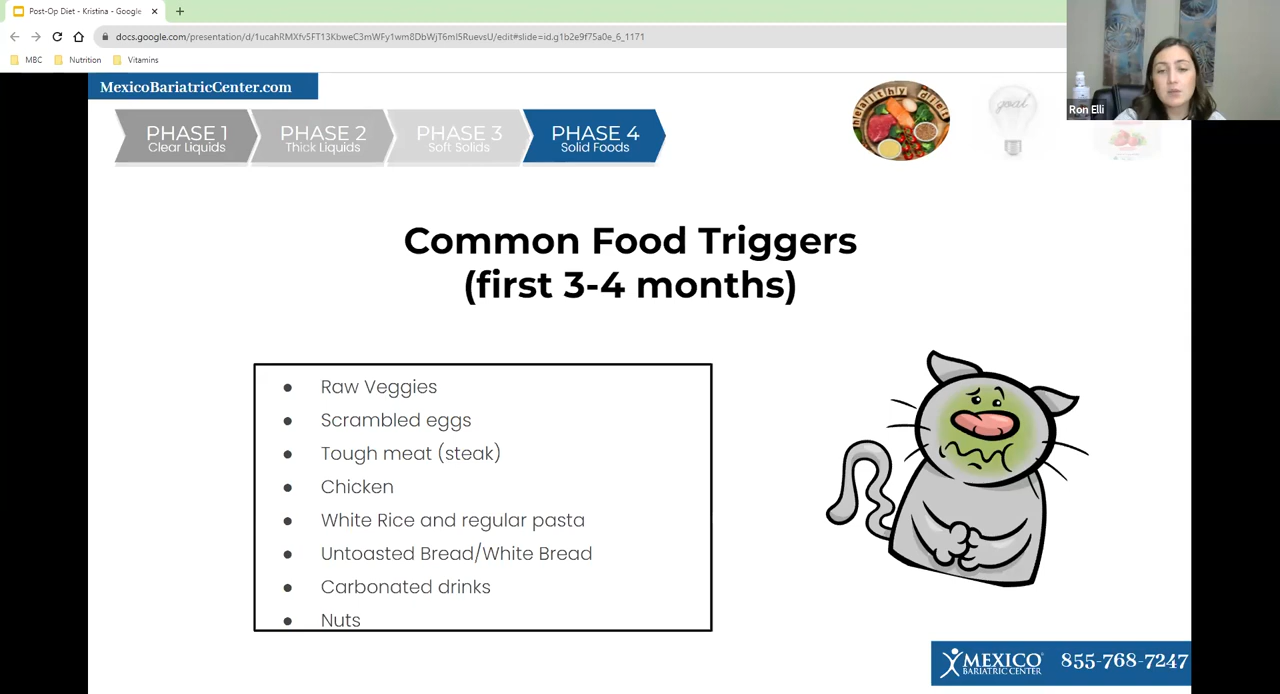 Post-Op Diet - Kristina - Google
docs.google.com/presentation/d/1ucahRMXfv5FT13KbweC3mWFy1wm8DbWjT6mI5RuevsU/edit#slide=id.g1b2e9f75a0e_6_1171
MBC
Nutrition
Vitamins
Ron Elli
MexicoBariatricCenter.com
PHASE 1
Clear Liquids
PHASE 2
Thick Liquids
PHASE 3
Soft Solids
PHASE 4
Solid Foods
healthy diet
goal
Common Food Triggers
(first 3-4 months)
● Raw Veggies
● Scrambled eggs
● Tough meat (steak)
● Chicken
● White Rice and regular pasta
● Untoasted Bread/White Bread
● Carbonated drinks
● Nuts
MEXICO
BARIATRIC CENTER
855-768-7247